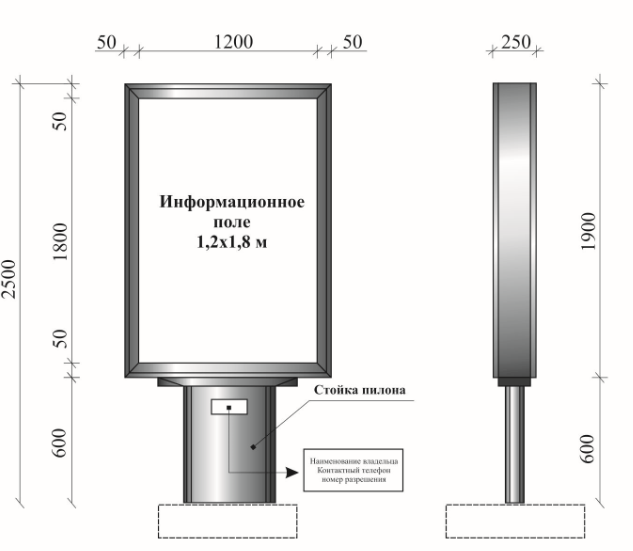 50 1200 50
250
50
Информационное
поле
1,2х1,8 м
1800
1900
2500
50
Стойка пилона
600
600
Наименование владельца
Контактный телефон
номер разрешения